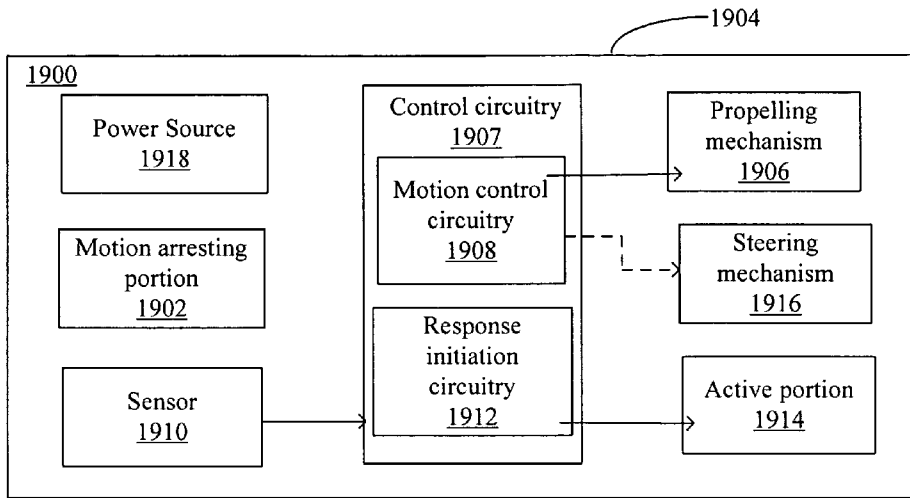 1904
1900
Power Source
1918
Motion arresting
portion
1902
Sensor
1910
Control circuitry
1907
Motion control
circuitry
1908
Response
initiation
circuitry
1912
Propelling
mechanism
1906
Steering
mechanism
1916
Active portion
1914